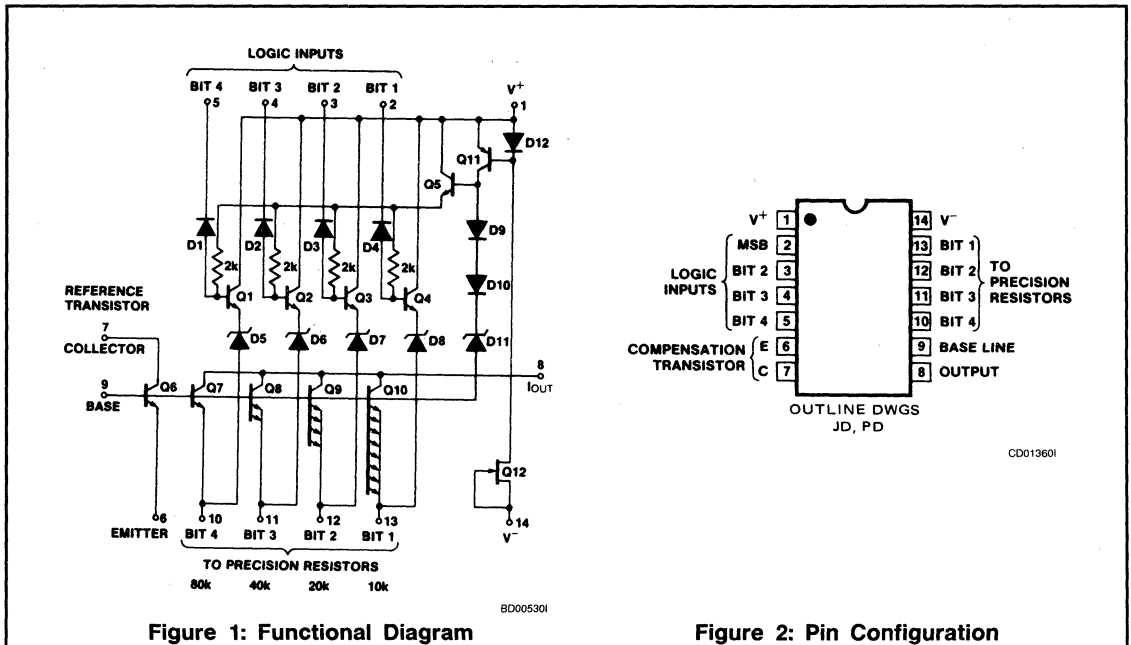 LOGIC INPUTS
BIT 4 BIT 3 BIT 2 BIT 1 V+
5 4 3 2 1
D12
Q11
Q5
D9
D1 D2 D3 D4
2k 2k 2k 2k
D10
Q1 Q2 Q3 Q4
REFERENCE
TRANSISTOR
7
COLLECTOR
D5 D6 D7 D8 D11
8
IOUT
9
BASE
Q6 Q7 Q8 Q9 Q10
Q12
6 10 11 12 13 14
EMITTER BIT 4 BIT 3 BIT 2 BIT 1 V-
TO PRECISION RESISTORS
80k 40k 20k 10k
BD00530I
Figure 1: Functional Diagram
V+ 1 14 V-
MSB 2 13 BIT 1
BIT 2 3 12 BIT 2
BIT 3 4 11 BIT 3
BIT 4 5 10 BIT 4
E 6 9 BASE LINE
C 7 8 OUTPUT
LOGIC
INPUTS
COMPENSATION
TRANSISTOR
TO
PRECISION
RESISTORS
OUTLINE DWGS
JD, PD
CD01360I
Figure 2: Pin Configuration